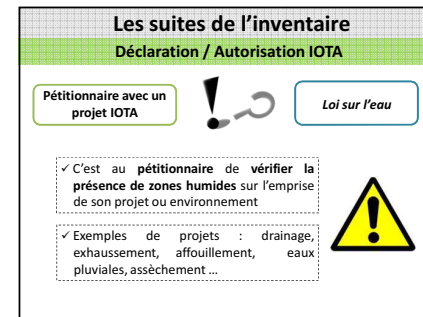 Les suites de l’inventaire
Déclaration / Autorisation IOTA
Pétitionnaire avec un
projet IOTA
Loi sur l’eau
✓ C’est au pétitionnaire de vérifier la
présence de zones humides sur l’emprise
de son projet ou environnement
✓ Exemples de projets : drainage,
exhaussement, affouillement, eaux
pluviales, assèchement …